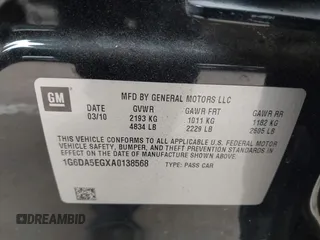 GM
MFD BY GENERAL MOTORS LLC
DATE GVWR GAWR FRT GAWR RR
03/10 2193 KG 1011 KG 1182 KG
4834 LB 2229 LB 2605 LB
THIS VEHICLE CONFORMS TO ALL APPLICABLE U.S. FEDERAL MOTOR
VEHICLE SAFETY, BUMPER, AND THEFT PREVENTION STANDARDS IN
EFFECT ON THE DATE OF MANUFACTURE SHOWN ABOVE.
1G6DA5EGXA0138568 TYPE: PASS CAR
DREAMBID